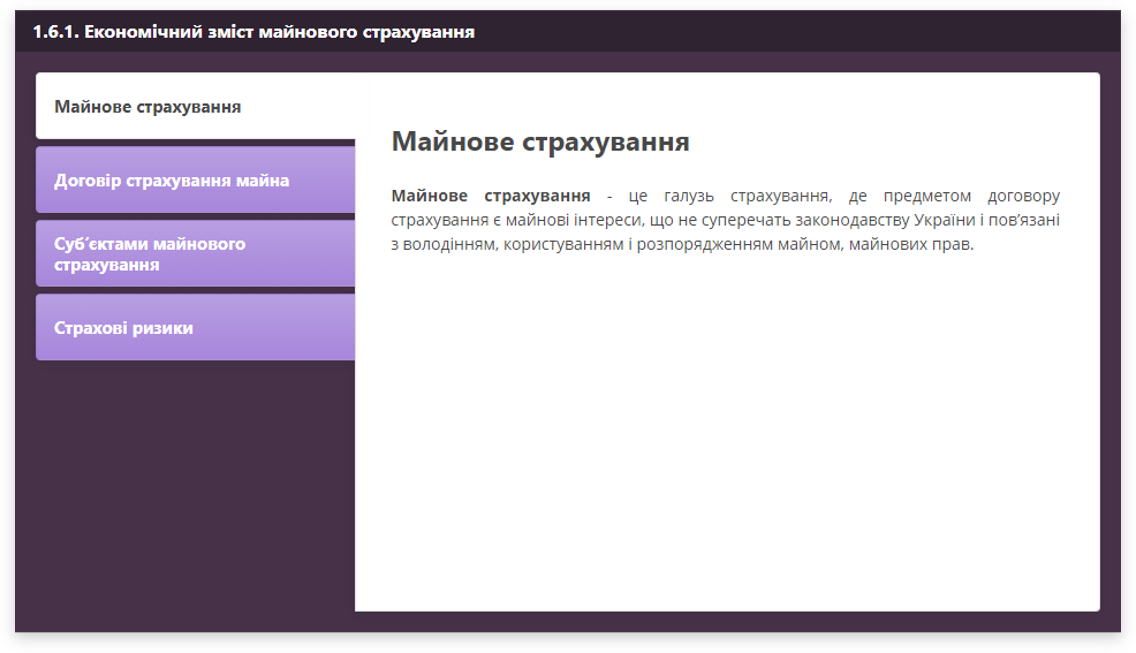 1.6.1. Економічний зміст майнового страхування
Майнове страхування
Договір страхування майна
Суб´єктами майнового
страхування
Страхові ризики
Майнове страхування
Майнове страхування - це галузь страхування, де предметом договору
страхування є майнові інтереси, що не суперечать законодавству України і пов’язані
з володінням, користуванням і розпорядженням майном, майнових прав.